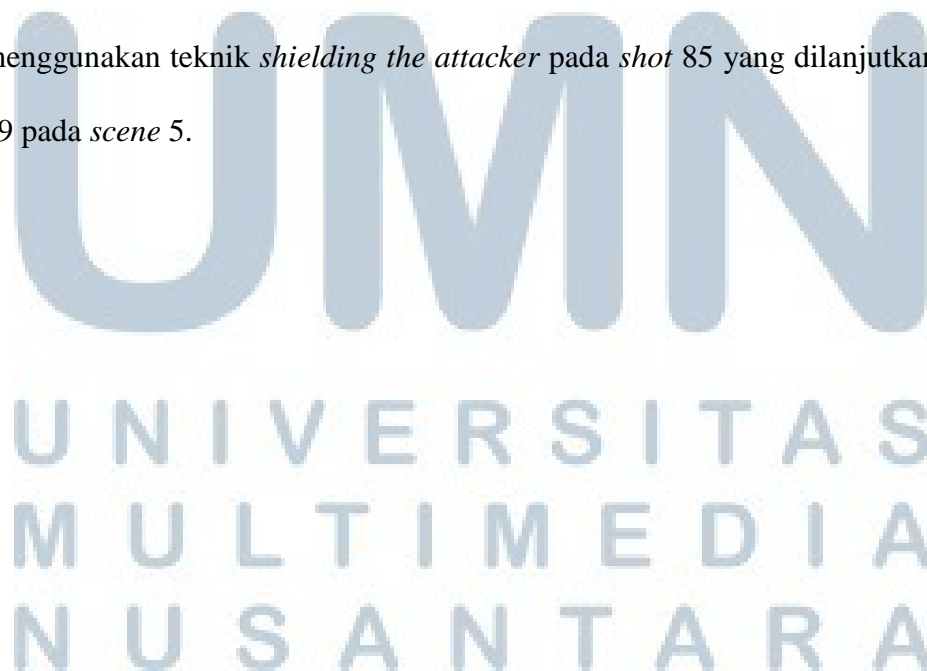 menggunakan teknik shielding the attacker pada shot 85 yang dilanjutkan
9 pada scene 5.
UMN
UNIVERSITAS
MULTIMEDIA
NUSANTARA